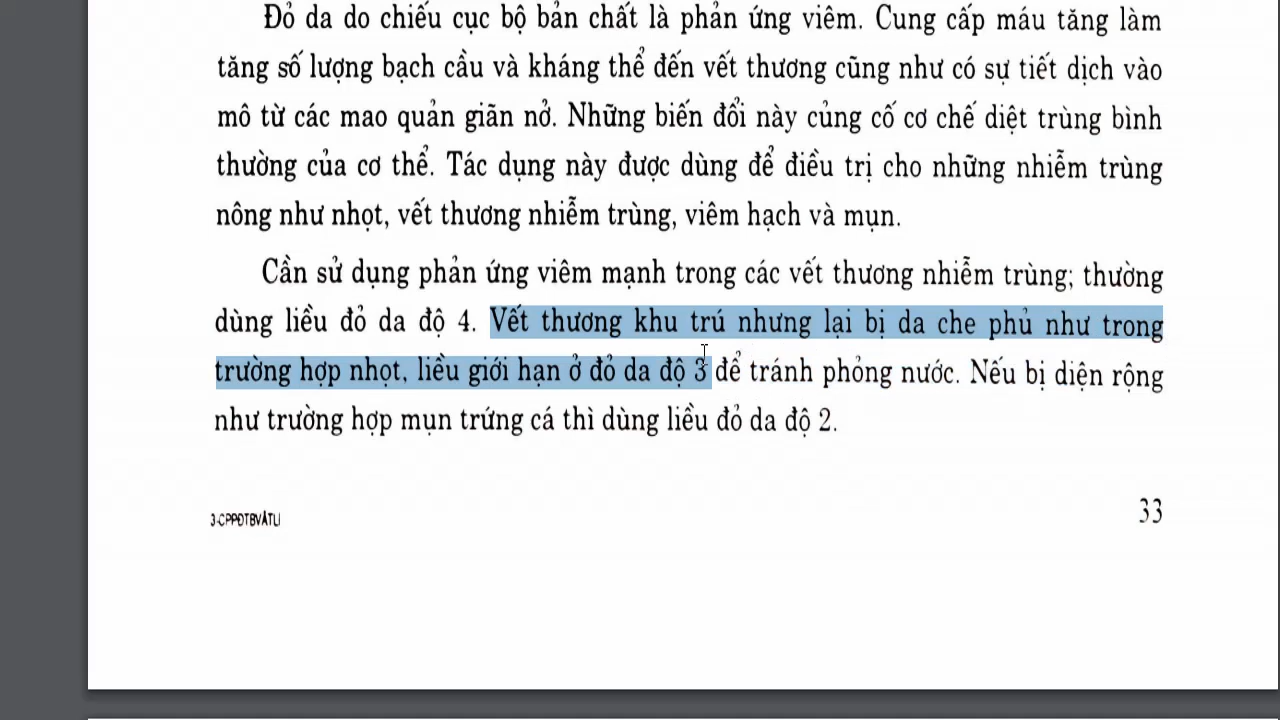 Đỏ da do chiếu cục bộ bản chất là phản ứng viêm. Cung cấp máu tăng làm
tăng số lượng bạch cầu và kháng thể đến vết thương cũng như có sự tiết dịch vào
mô từ các mao quản giãn nở. Những biến đổi này củng cố cơ chế diệt trùng bình
thường của cơ thể. Tác dụng này được dùng để điều trị cho những nhiễm trùng
nông như nhọt, vết thương nhiễm trùng, viêm hạch và mụn.
Cần sử dụng phản ứng viêm mạnh trong các vết thương nhiễm trùng; thường
dùng liều đỏ da độ 4. Vết thương khu trú nhưng lại bị da che phủ như trong
trường hợp nhọt, liều giới hạn ở đỏ da độ 3 để tránh phỏng nước. Nếu bị diện rộng
như trường hợp mụn trứng cá thì dùng liều đỏ da độ 2.
3-CPPĐTBVÂTLI
33